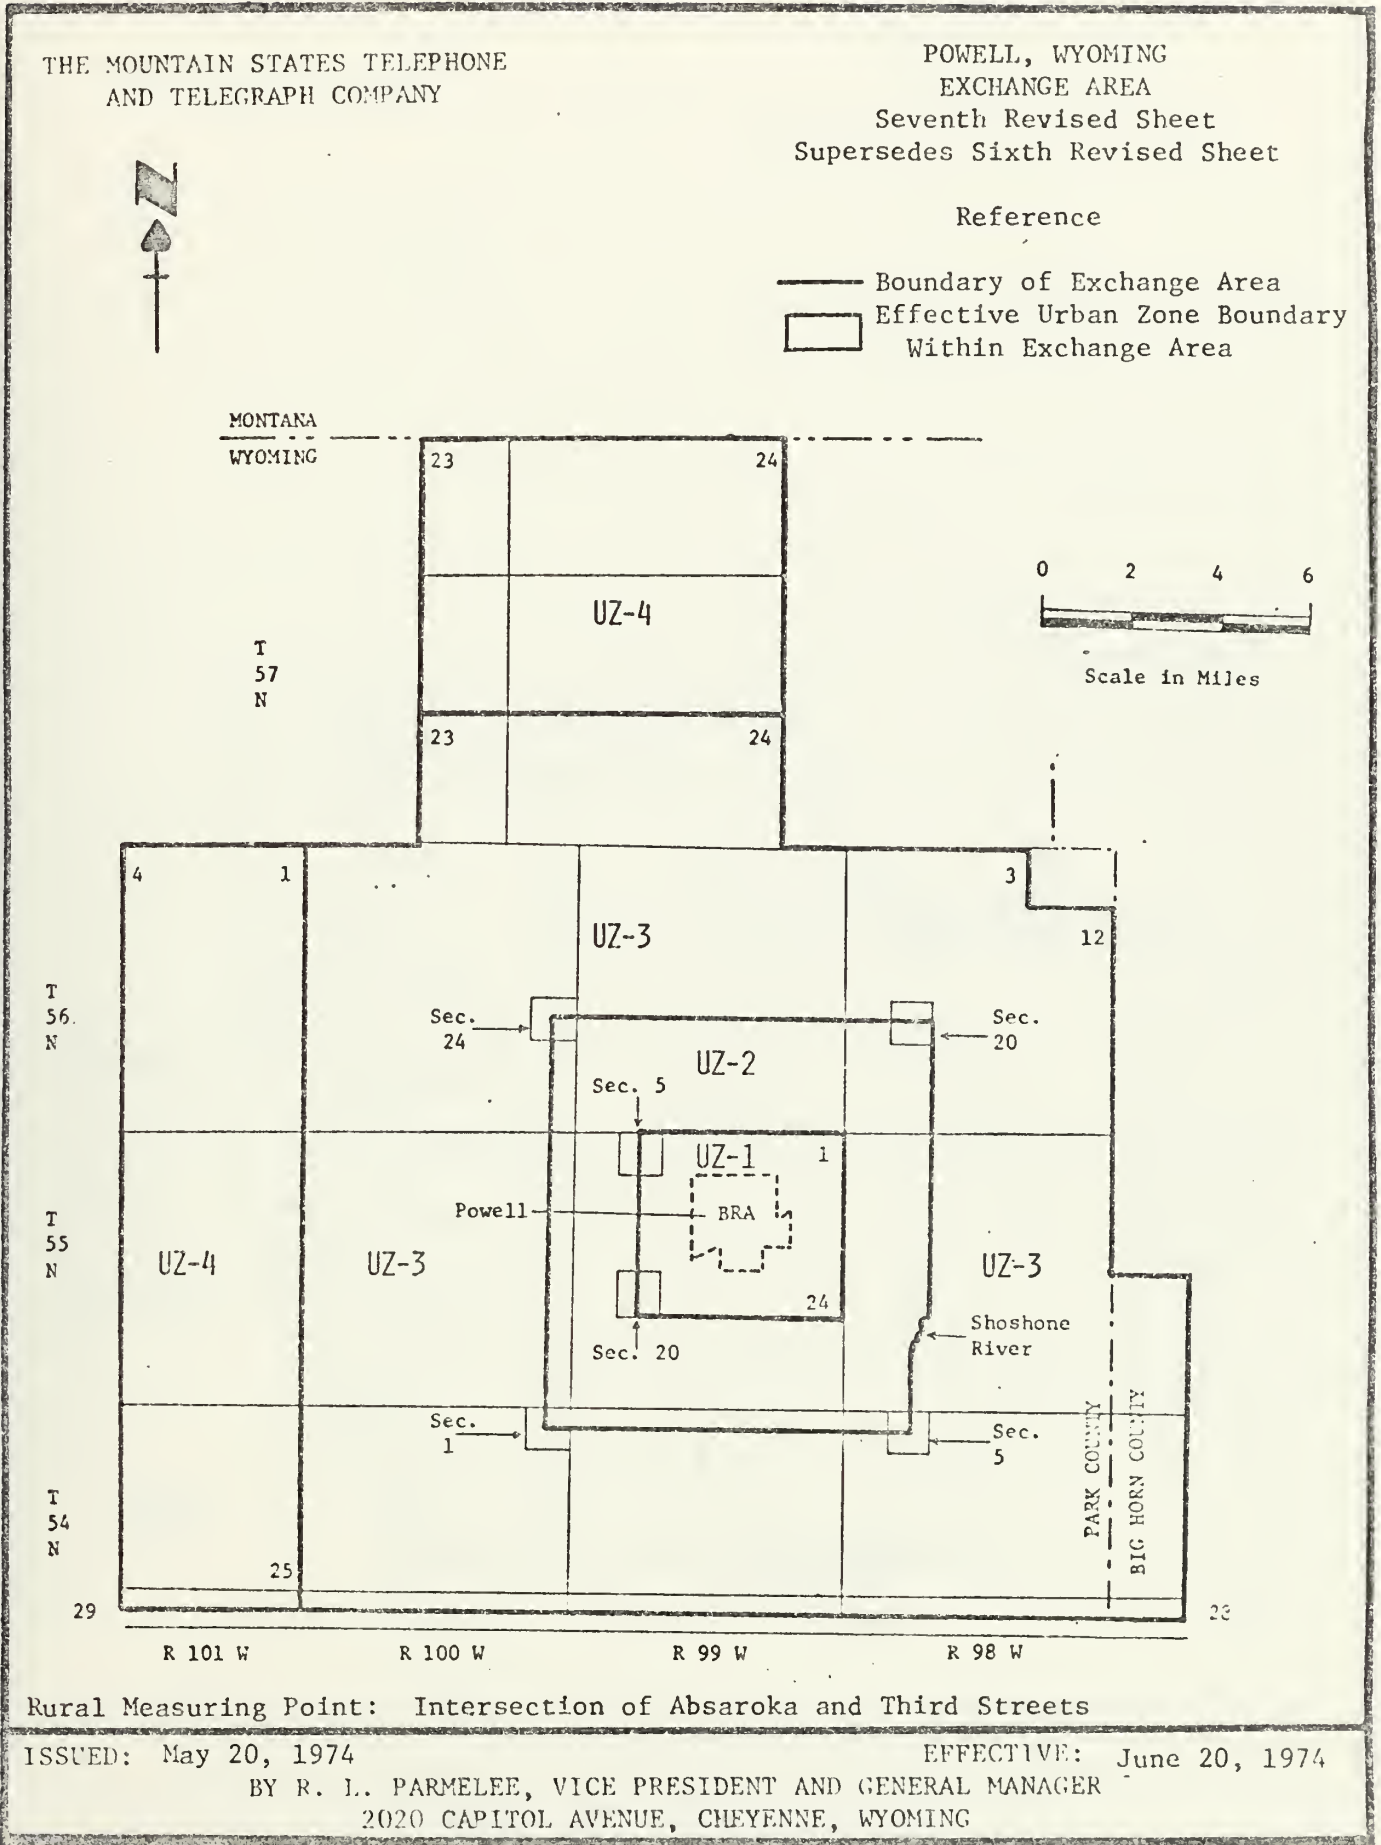 THE MOUNTAIN STATES TELEPHONE
AND TELEGRAPH COMPANY
POWELL, WYOMING
EXCHANGE AREA
Seventh Revised Sheet
Supersedes Sixth Revised Sheet
N
Reference
Boundary of Exchange Area
Effective Urban Zone Boundary
Within Exchange Area
MONTANA
WYOMING
23
24
0 2 4 6
Scale in Miles
UZ-4
T
57
N
23
24
4
1
3
UZ-3
12
T
56
N
Sec.
24
Sec.
20
UZ-2
Sec. 5
UZ-1
1
Powell
BRA
T
55
N
UZ-4
UZ-3
UZ-3
24
Shoshone
River
Sec. 20
Sec.
1
Sec.
5
PARK COUNTY
BIG HORN COUNTY
T
54
N
25
29
R 101 W
R 100 W
R 99 W
R 98 W
Rural Measuring Point: Intersection of Absaroka and Third Streets
ISSUED: May 20, 1974
EFFECTIVE: June 20, 1974
BY R. L. PARMELEE, VICE PRESIDENT AND GENERAL MANAGER
2020 CAPITOL AVENUE, CHEYENNE, WYOMING